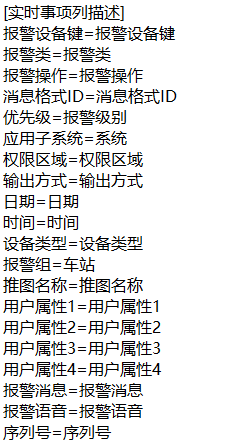 [实时事项列描述]
报警设备键=报警设备键
报警类=报警类
报警操作=报警操作
消息格式ID=消息格式ID
优先级=报警级别
应用子系统=系统
权限区域=权限区域
输出方式=输出方式
日期=日期
时间=时间
设备类型=设备类型
报警组=车站
推图名称=推图名称
用户属性1=用户属性1
用户属性2=用户属性2
用户属性3=用户属性3
用户属性4=用户属性4
报警消息=报警消息
报警语音=报警语音
序列号=序列号